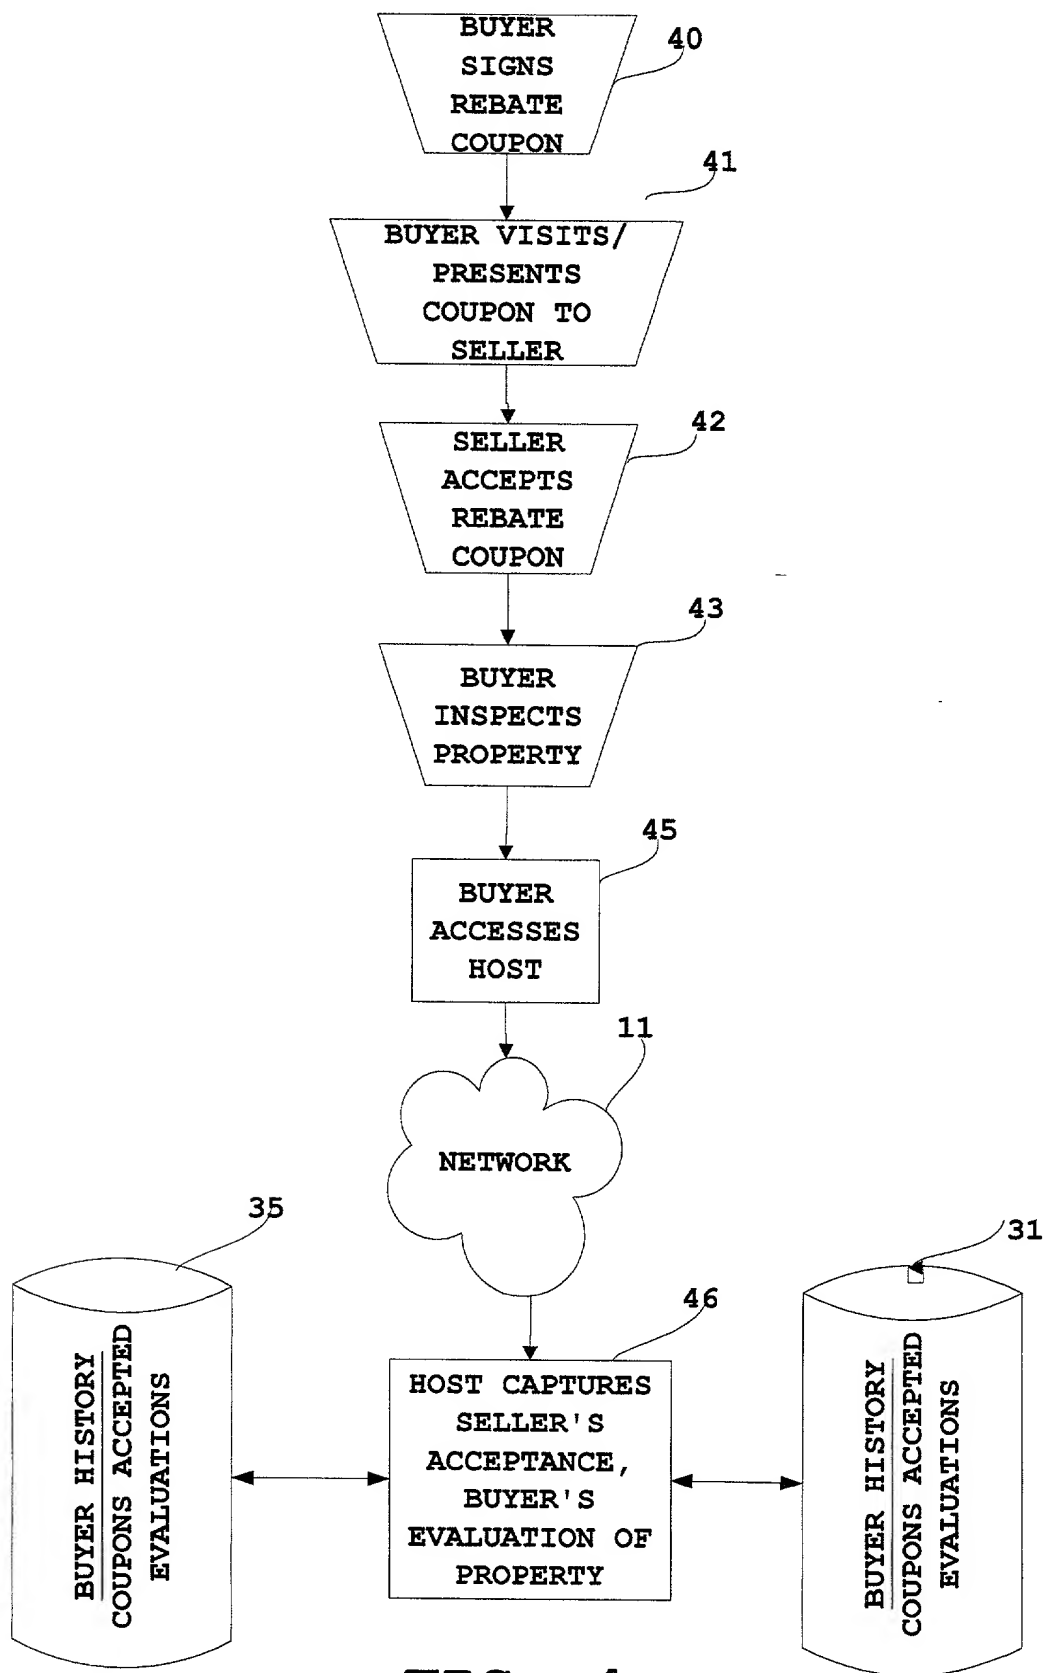 BUYER
SIGNS
REBATE
COUPON
40
41
BUYER VISITS/
PRESENTS
COUPON TO
SELLER
42
SELLER
ACCEPTS
REBATE
COUPON
43
BUYER
INSPECTS
PROPERTY
45
BUYER
ACCESSES
HOST
11
NETWORK
35
BUYER HISTORY
COUPONS ACCEPTED
EVALUATIONS
46
HOST CAPTURES
SELLER'S
ACCEPTANCE,
BUYER'S
EVALUATION OF
PROPERTY
31
BUYER HISTORY
COUPONS ACCEPTED
EVALUATIONS